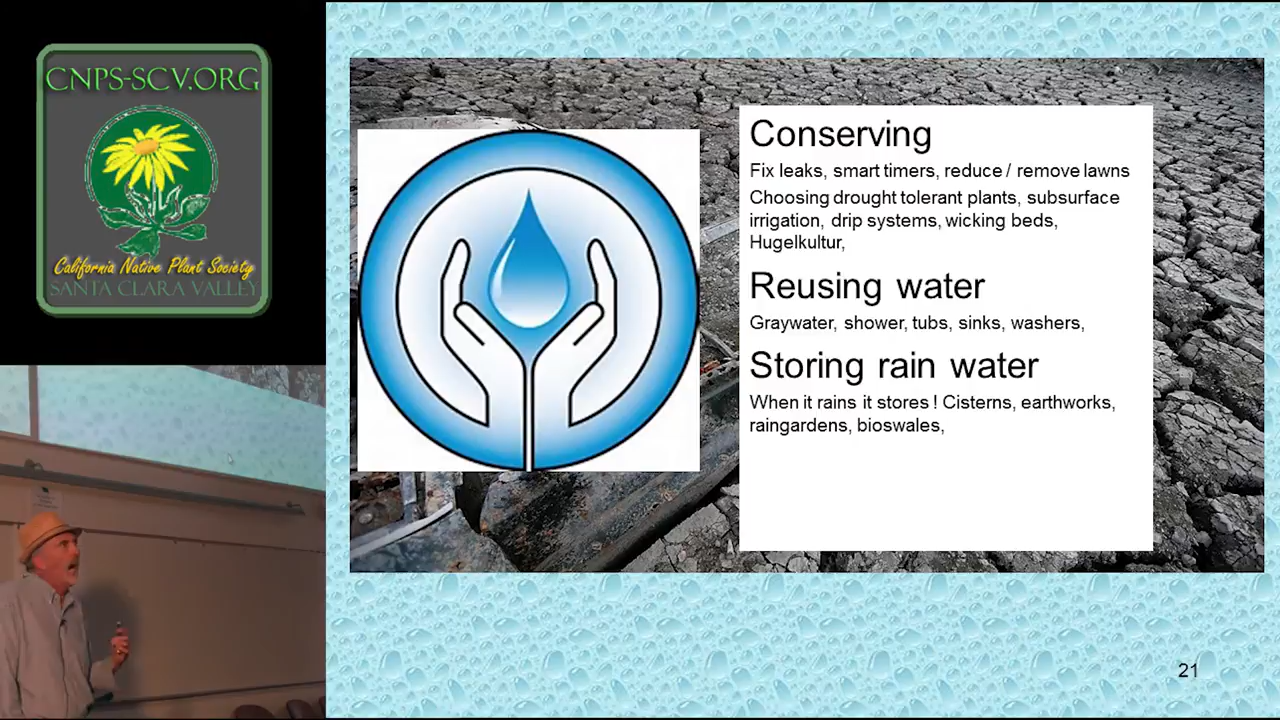 CNPS-SCV.ORG
California Native Plant Society
SANTA CLARA VALLEY
Conserving
Fix leaks, smart timers, reduce / remove lawns
Choosing drought tolerant plants, subsurface
irrigation, drip systems, wicking beds,
Hugelkultur,
Reusing water
Graywater, shower, tubs, sinks, washers,
Storing rain water
When it rains it stores ! Cisterns, earthworks,
raingardens, bioswales,
21